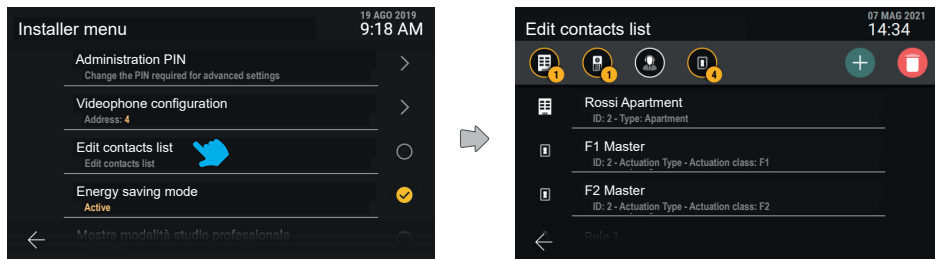 19 AGO 2019
Installer menu
9:18 AM
Administration PIN
Change the PIN required for advanced settings
Videophone configuration
Address: 4
Edit contacts list
Edit contacts list
Energy saving mode
Active
Mostra modalità studio professionale
07 MAG 2021
Edit contacts list
14:34
1
1
4
Rossi Apartment
ID: 2 - Type: Apartment
F1 Master
ID: 2 - Actuation Type - Actuation class: F1
F2 Master
ID: 2 - Actuation Type - Actuation class: F2
Rele 1